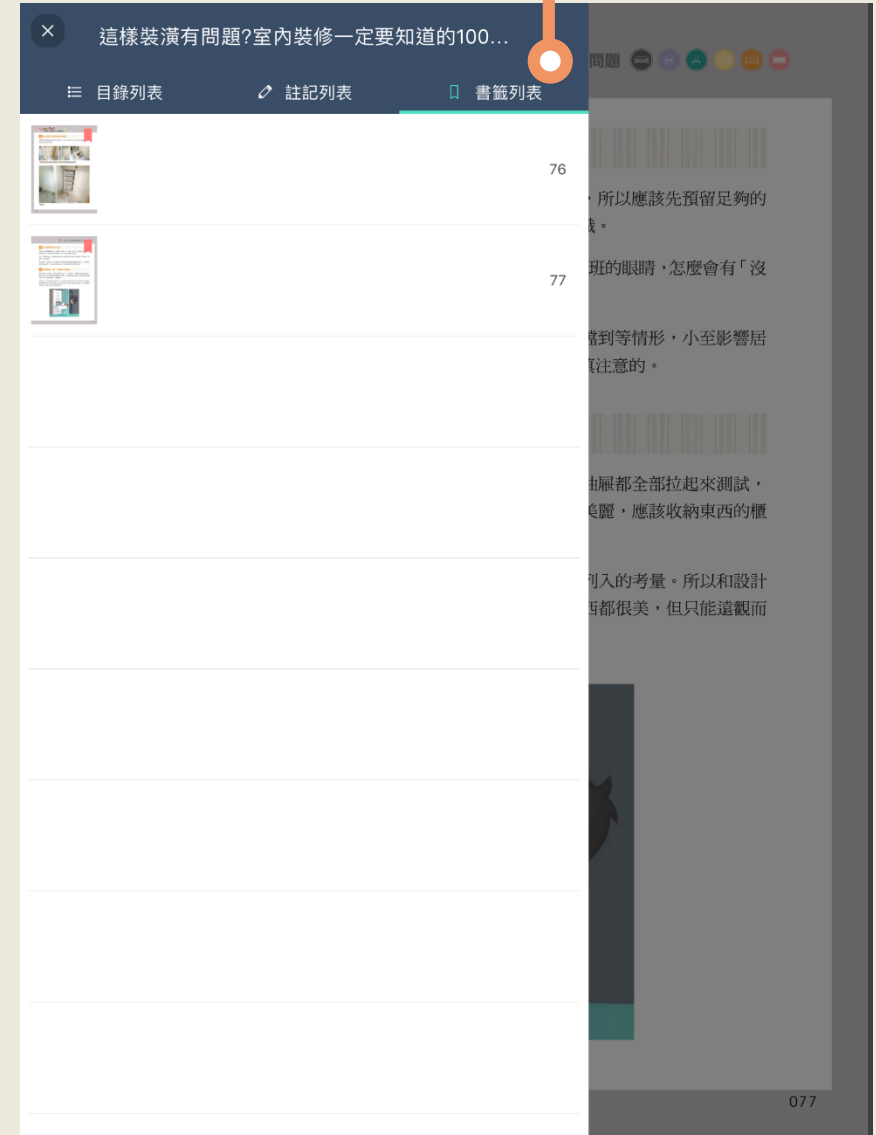 這樣裝潢有問題?室內裝修一定要知道的100...
問題
目錄列表
註記列表
書籤列表
76
77
，所以應該先預留足夠的
。
班的眼睛，怎麼會有「沒
當到等情形，小至影響居
注意的。
由屜都全部拉起來測試，
美麗，應該收納東西的櫃
列入的考量。所以和設計
西都很美，但只能遠觀而
077